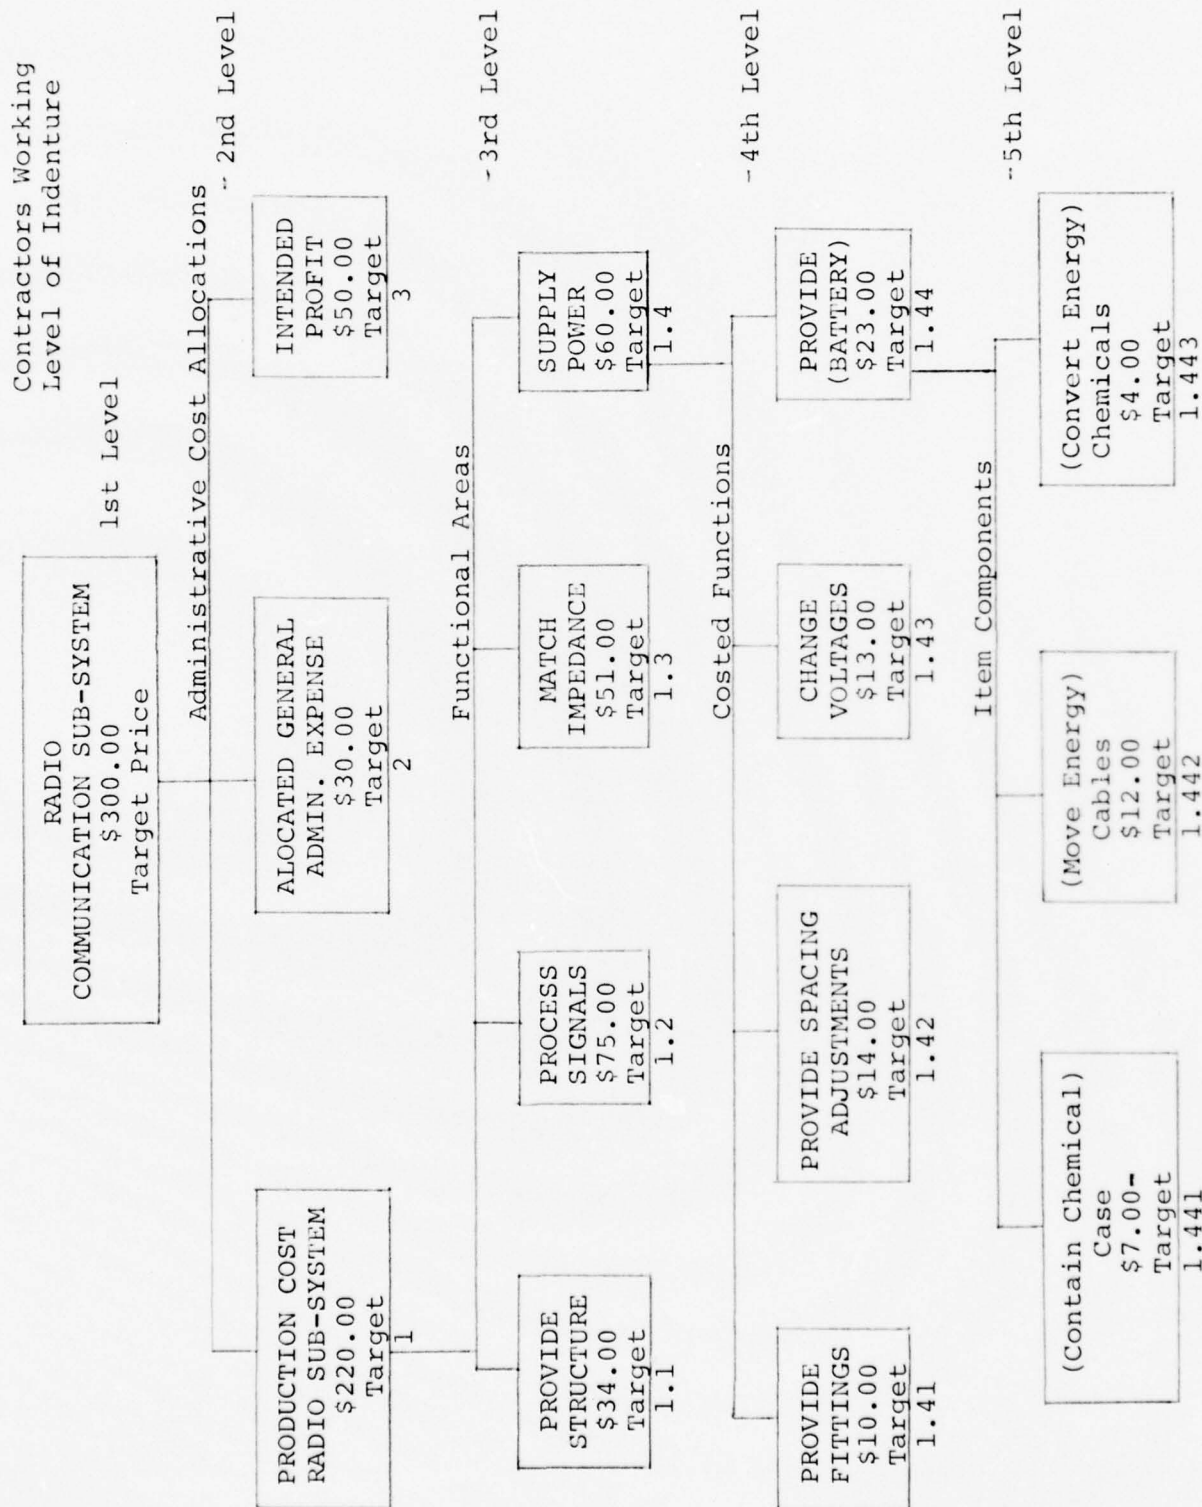 Contractors Working
Level of Indenture
RADIO
COMMUNICATION SUB-SYSTEM
$300.00
Target Price
1st Level
Administrative Cost Allocations
-2nd Level
PRODUCTION COST
RADIO SUB-SYSTEM
$220.00
Target
1
ALOCATED GENERAL
ADMIN. EXPENSE
$30.00
Target
2
INTENDED
PROFIT
$50.00
Target
3
Functional Areas
-3rd Level
PROVIDE
STRUCTURE
$34.00
Target
1.1
PROCESS
SIGNALS
$75.00
Target
1.2
MATCH
IMPEDANCE
$51.00
Target
1.3
SUPPLY
POWER
$60.00
Target
1.4
Costed Functions
-4th Level
PROVIDE
FITTINGS
$10.00
Target
1.41
PROVIDE SPACING
ADJUSTMENTS
$14.00
Target
1.42
CHANGE
VOLTAGES
$13.00
Target
1.43
PROVIDE
(BATTERY)
$23.00
Target
1.44
Item Components
-5th Level
(Contain Chemical)
Case
$7.00-
Target
1.441
(Move Energy)
Cables
$12.00
Target
1.442
(Convert Energy)
Chemicals
$4.00
Target
1.443